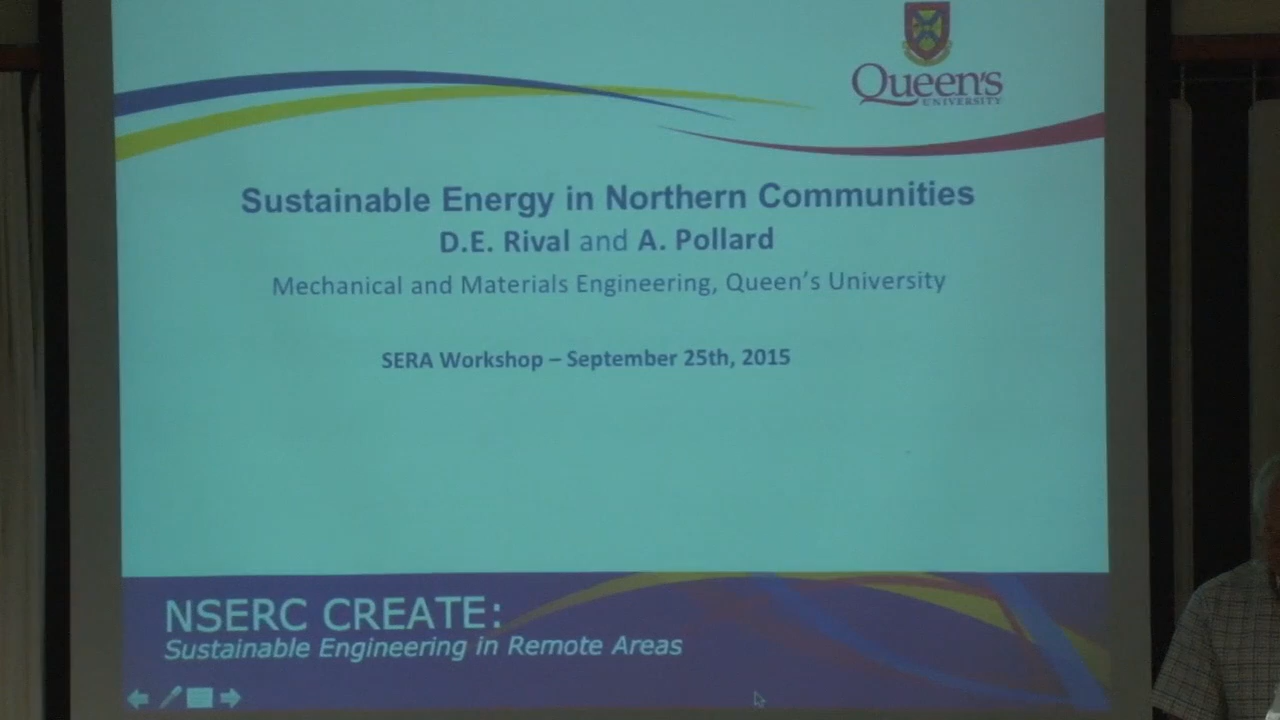 Queen's
UNIVERSITY
Sustainable Energy in Northern Communities
D.E. Rival and A. Pollard
Mechanical and Materials Engineering, Queen's University
SERA Workshop – September 25th, 2015
NSERC CREATE:
Sustainable Engineering in Remote Areas